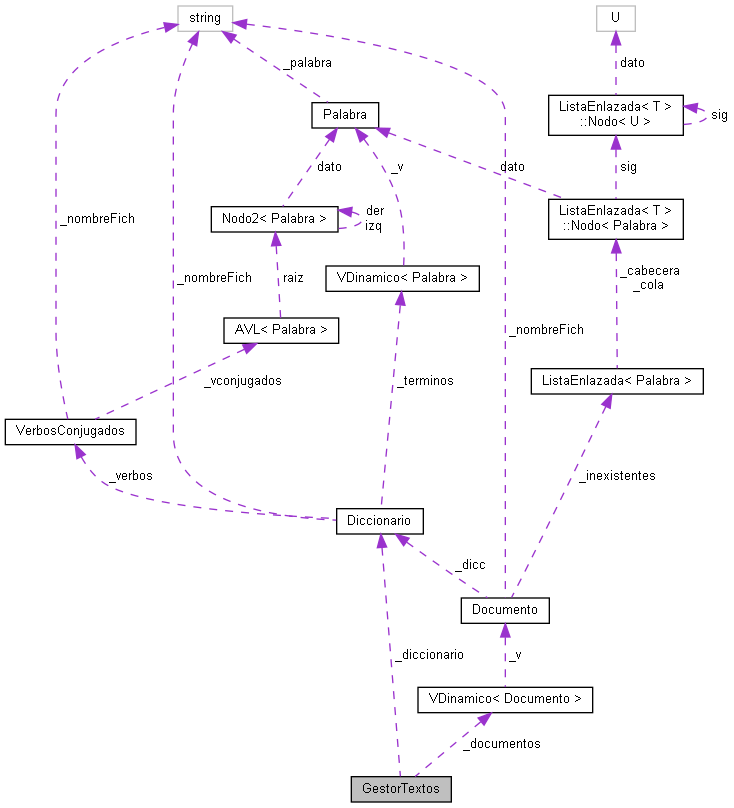 string
U
_palabra
dato
ListaEnlazada< T >
::Nodo< U >
sig
Palabra
dato
_v
dato
sig
_nombreFich
Nodo2< Palabra >
der
izq
ListaEnlazada< T >
::Nodo< Palabra >
_nombreFich
raiz
VDinamico< Palabra >
_cabecera
_cola
AVL< Palabra >
_nombreFich
_vconjugados
_terminos
ListaEnlazada< Palabra >
VerbosConjugados
_verbos
_inexistentes
Diccionario
_dicc
Documento
_diccionario
_v
VDinamico< Documento >
_documentos
GestorTextos